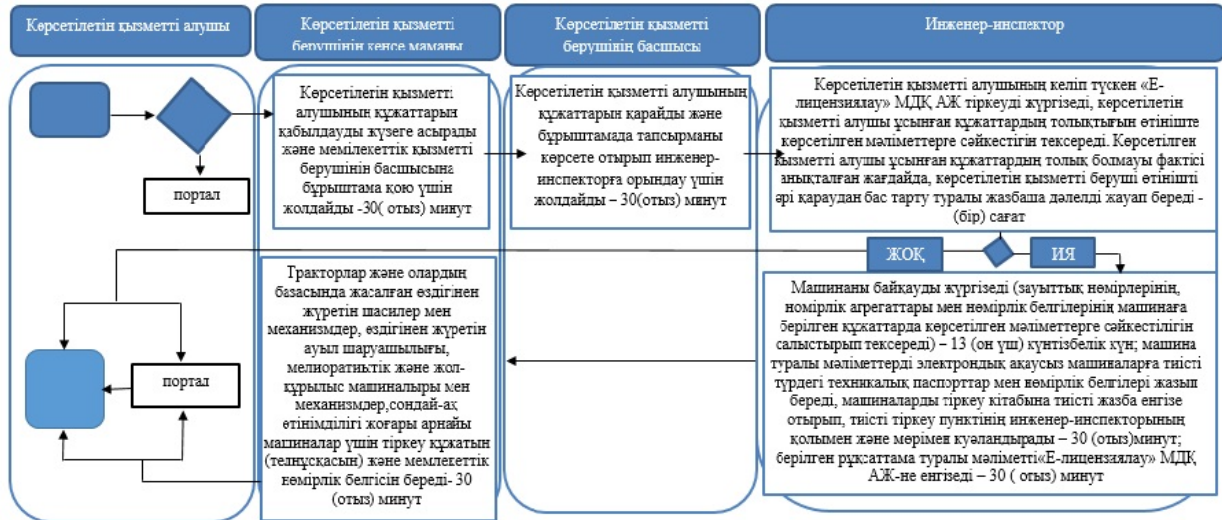 Көрсетілетін қызметті алушы
Көрсетілетін қызметті
берушінің кеңсе маманы
Көрсетілетін қызметті
берушінің басшысы
Инженер-инспектор
портал
Көрсетілетін қызметті
алушының құжаттарын
қабылдауды жүзеге асырады
және мемілекеттік қызметті
берушінің басшысына
бұрыштама қою үшін
жолдайды -30( отыз) минут
Көрсетілетін қызметті алушының
құжаттарын қарайды және
бұрыштамада тапсырманы
көрсете отырып инженер-
инспекторға орындау үшін
жолдайды – 30(отыз) минут
Көрсетілетін қызметті алушының келіп түскен «Е-
лицензиялау» МДҚ АЖ тіркеуді жүргізеді, көрсетілетін
қызметті алушы ұсынған құжаттардың толықтығын өтініште
көрсетілген мәліметтерге сәйкестігін тексереді. Көрсетілген
қызметті алушы ұсынған құжаттардың толық болмауы фактісі
анықталған жағдайда, көрсетілетін қызметті беруші өтінішті
әрі қараудан бас тарту туралы жазбаша дәлелді жауап береді -
(бір) сағат
ЖОҚ
ИЯ
портал
Тракторлар және олардың
базасында жасалған өздігінен
жүретін шасилер мен
механизмдер, өздігінен жүретін
ауыл шаруашылығы,
мелиоративтік және жол-
құрылыс машиналыры мен
механизмдер,сондай-ақ
өтінімділігі жоғары арнайы
машиналар үшін тіркеу құжатын
(телнұсқасын) және мемлекеттік
нөмірлік белгісін береді- 30
(отыз) минут
Машинаны байқауды жүргізеді (зауыттық нөмірлерінің,
номірлік агрегаттары мен нөмірлік белгілерінің машинаға
берілген құжаттарда көрсетілген мәліметтерге сәйкестілігін
салыстырып тексереді) – 13 (он үш) күнтізбелік күн; машина
туралы мәліметтерді электрондық ақаусыз машиналарға тиісті
түрдегі техникалық паспорттар мен нөмірлік белгілері жазып
береді, машиналарды тіркеу кітабына тиісті жазба енгізе
отырып, тиісті тіркеу пунктінің инженер-инспекторының
қолымен және мөрімен куәландырады – 30 (отыз)минут;
берілген рұқсаттама туралы мәліметті«Е-лицензиялау» МДҚ
АЖ-не енгізеді – 30 ( отыз) минут